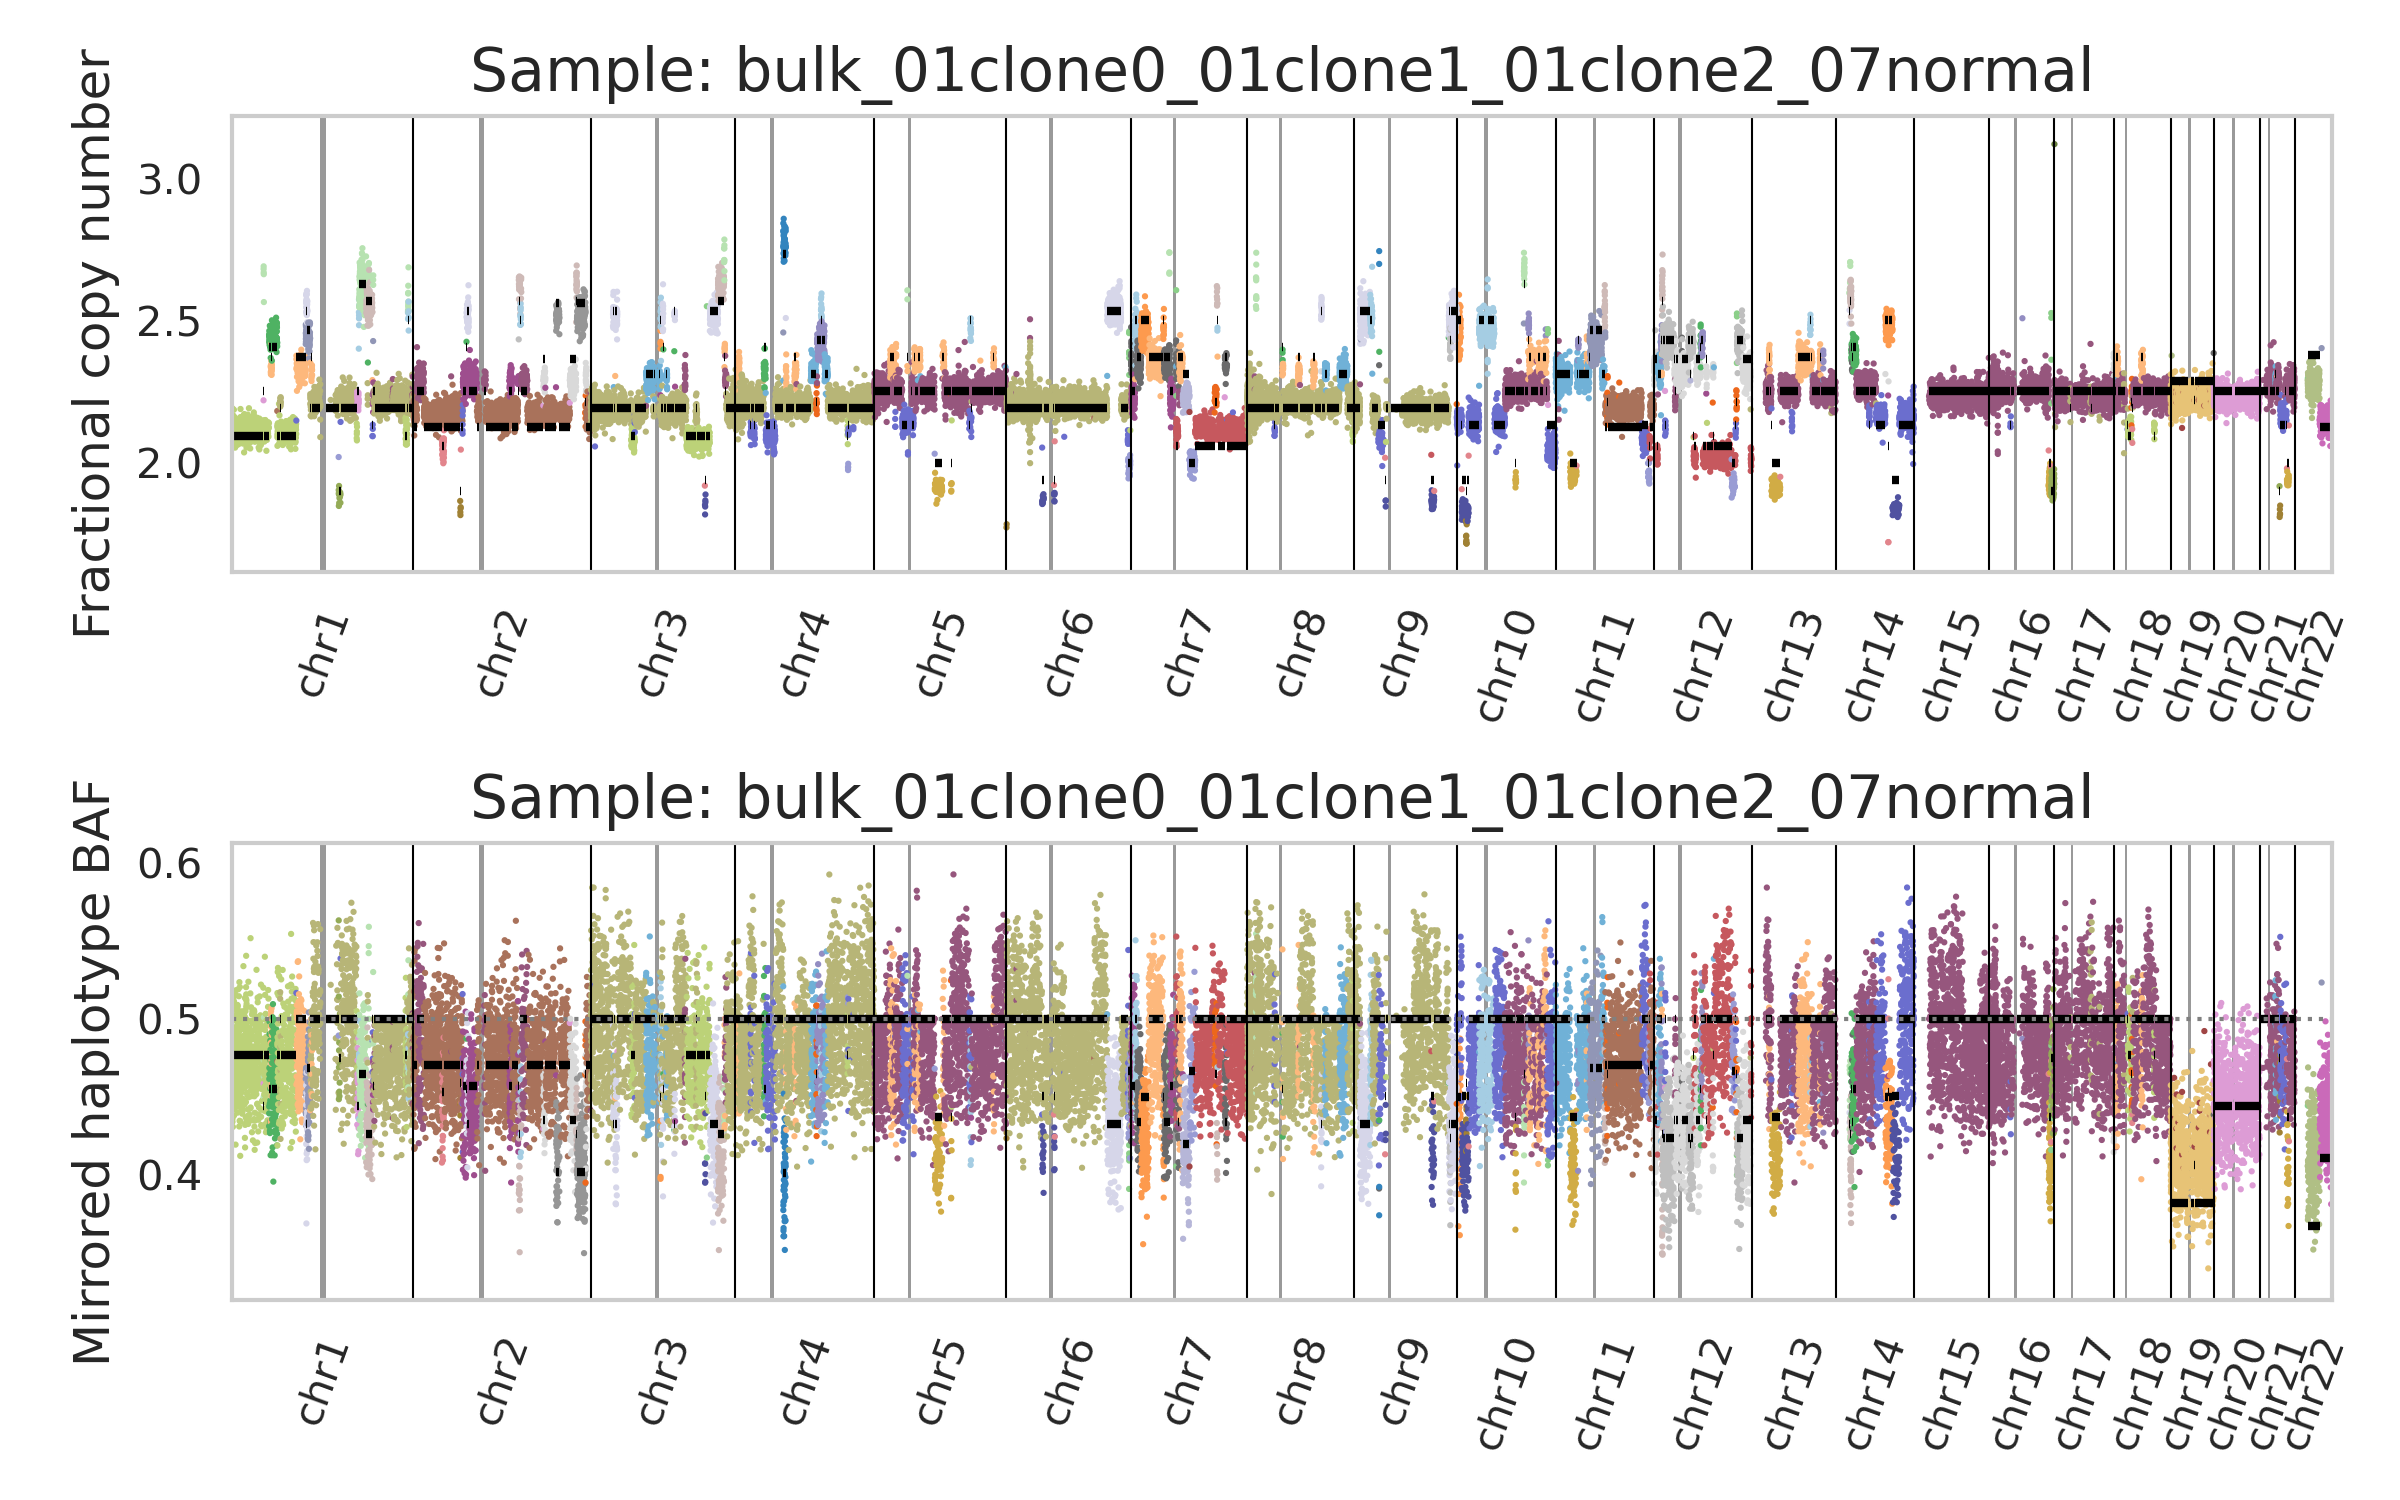 Sample: bulk_01clone0_01clone1_01clone2_07normal
Fractional copy number
3.0
2.5
2.0
chr1 chr2 chr3 chr4 chr5 chr6 chr7 chr8 chr9 chr10 chr11 chr12 chr13 chr14 chr15 chr16 chr17 chr18 chr19 chr20 chr21 chr22
Sample: bulk_01clone0_01clone1_01clone2_07normal
Mirrored haplotype BAF
0.6
0.5
0.4
chr1 chr2 chr3 chr4 chr5 chr6 chr7 chr8 chr9 chr10 chr11 chr12 chr13 chr14 chr15 chr16 chr17 chr18 chr19 chr20 chr21 chr22